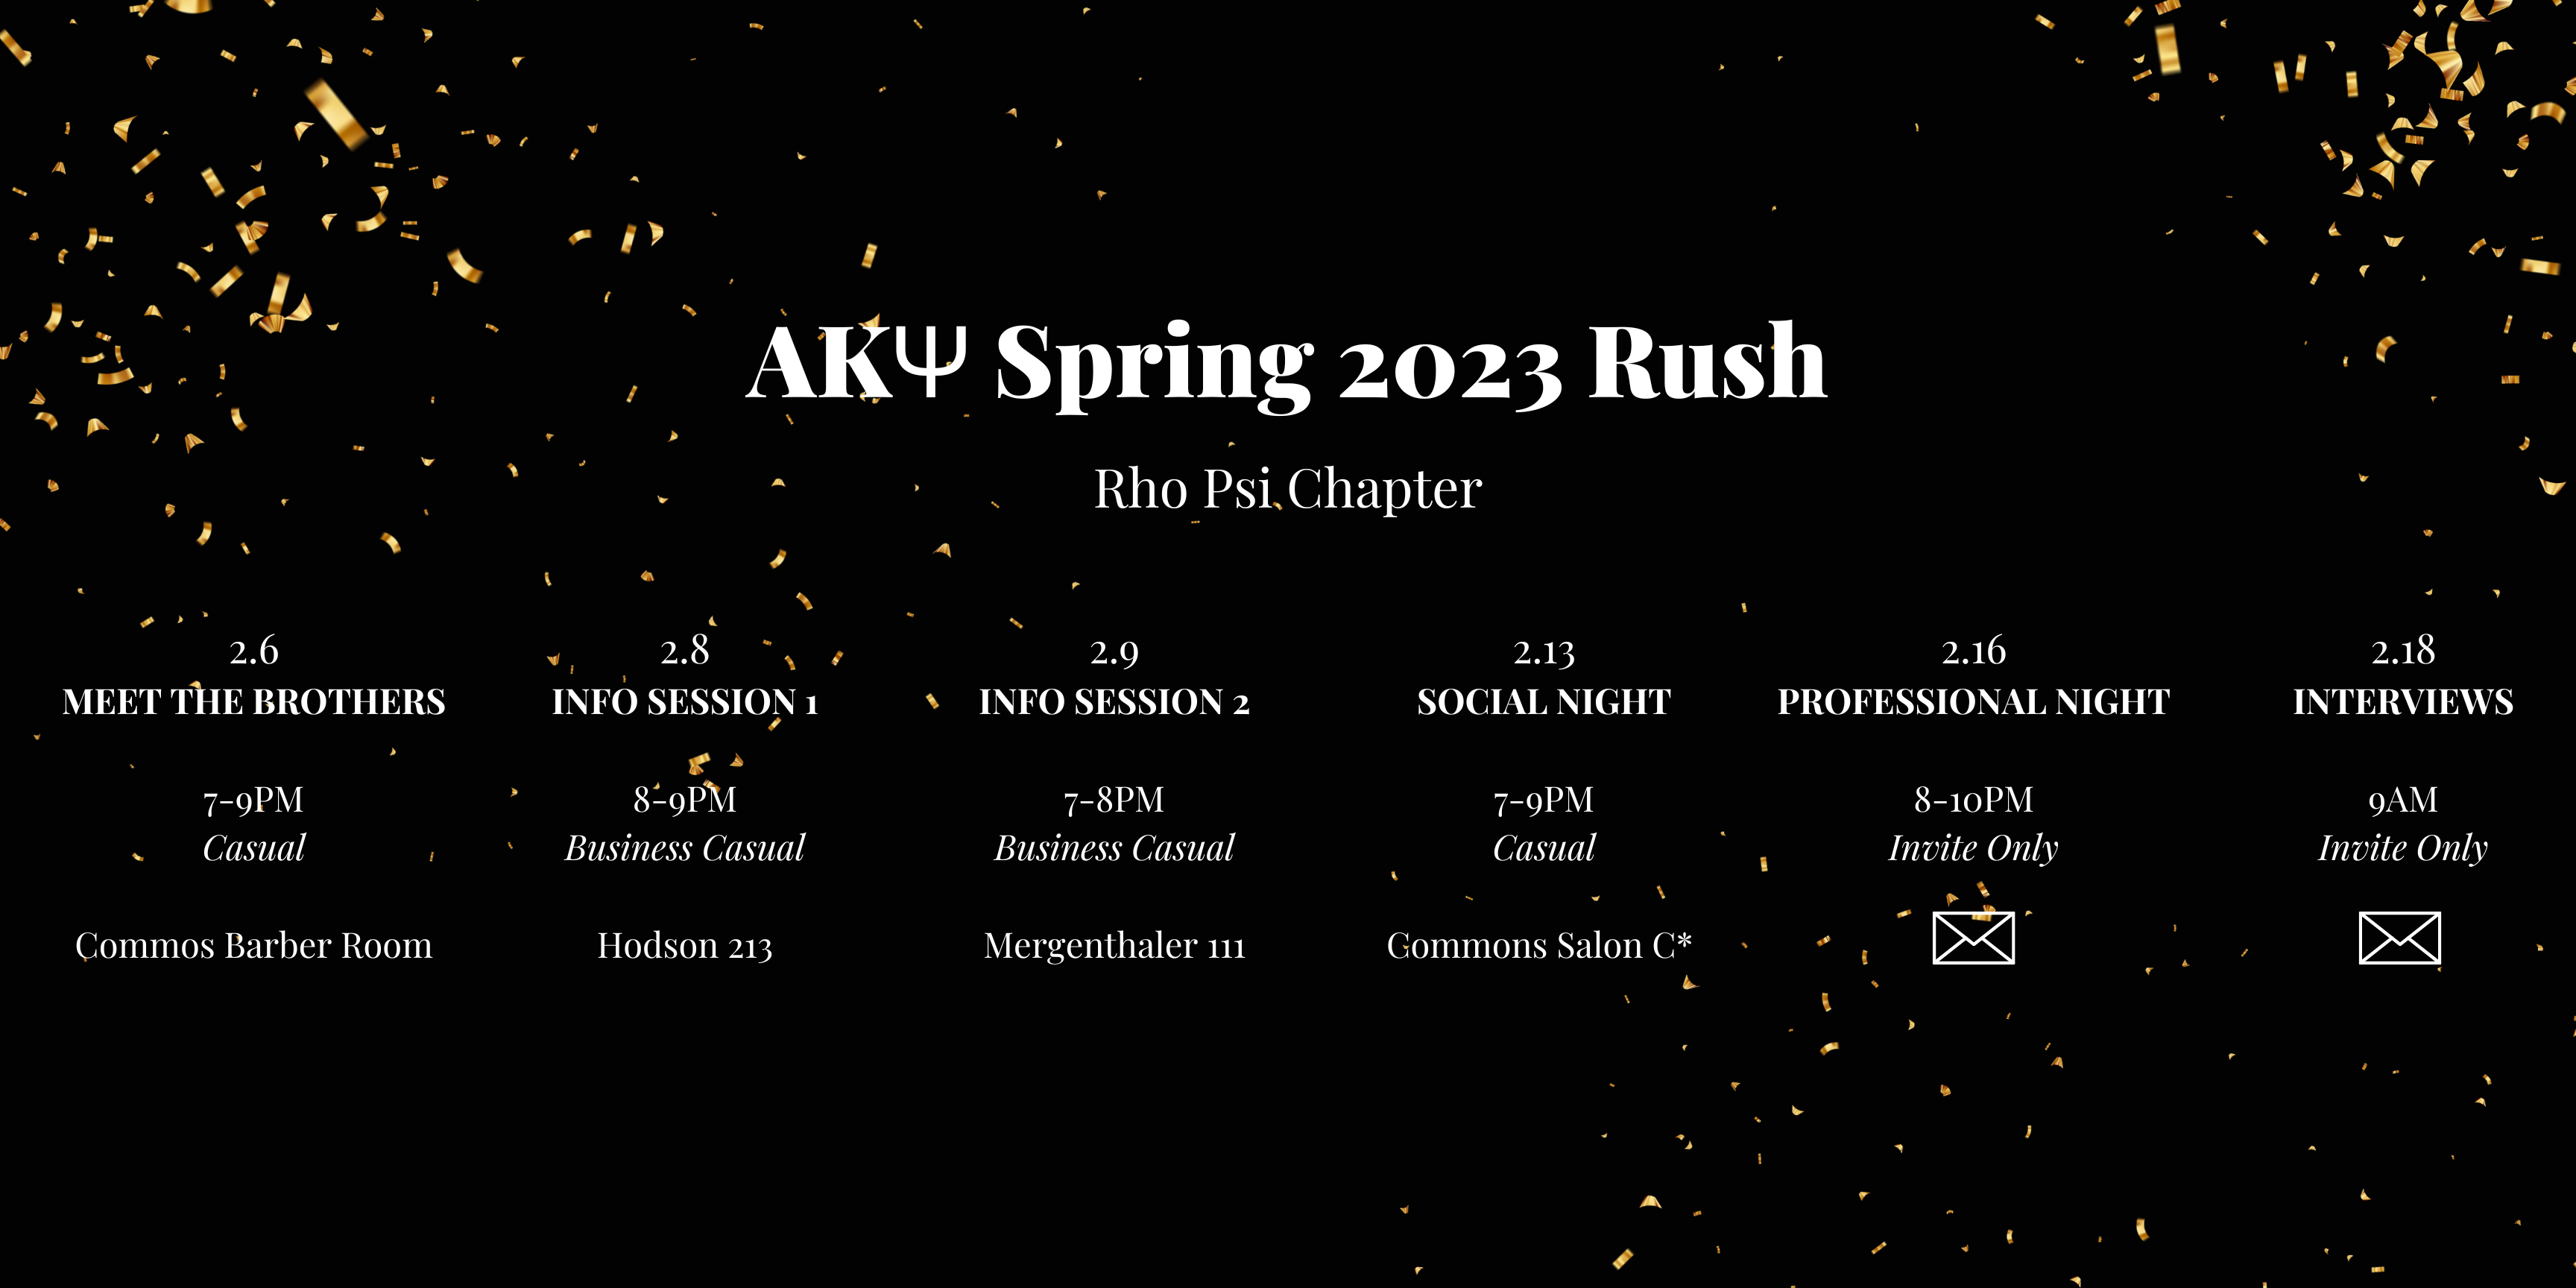 AKΨ Spring 2023 Rush
Rho Psi Chapter
2.6
MEET THE BROTHERS
7-9PM
Casual
Commos Barber Room
2.8
INFO SESSION 1
8-9PM
Business Casual
Hodson 213
2.9
INFO SESSION 2
7-8PM
Business Casual
Mergenthaler 111
2.13
SOCIAL NIGHT
7-9PM
Casual
Commons Salon C*
2.16
PROFESSIONAL NIGHT
8-10PM
Invite Only
2.18
INTERVIEWS
9AM
Invite Only